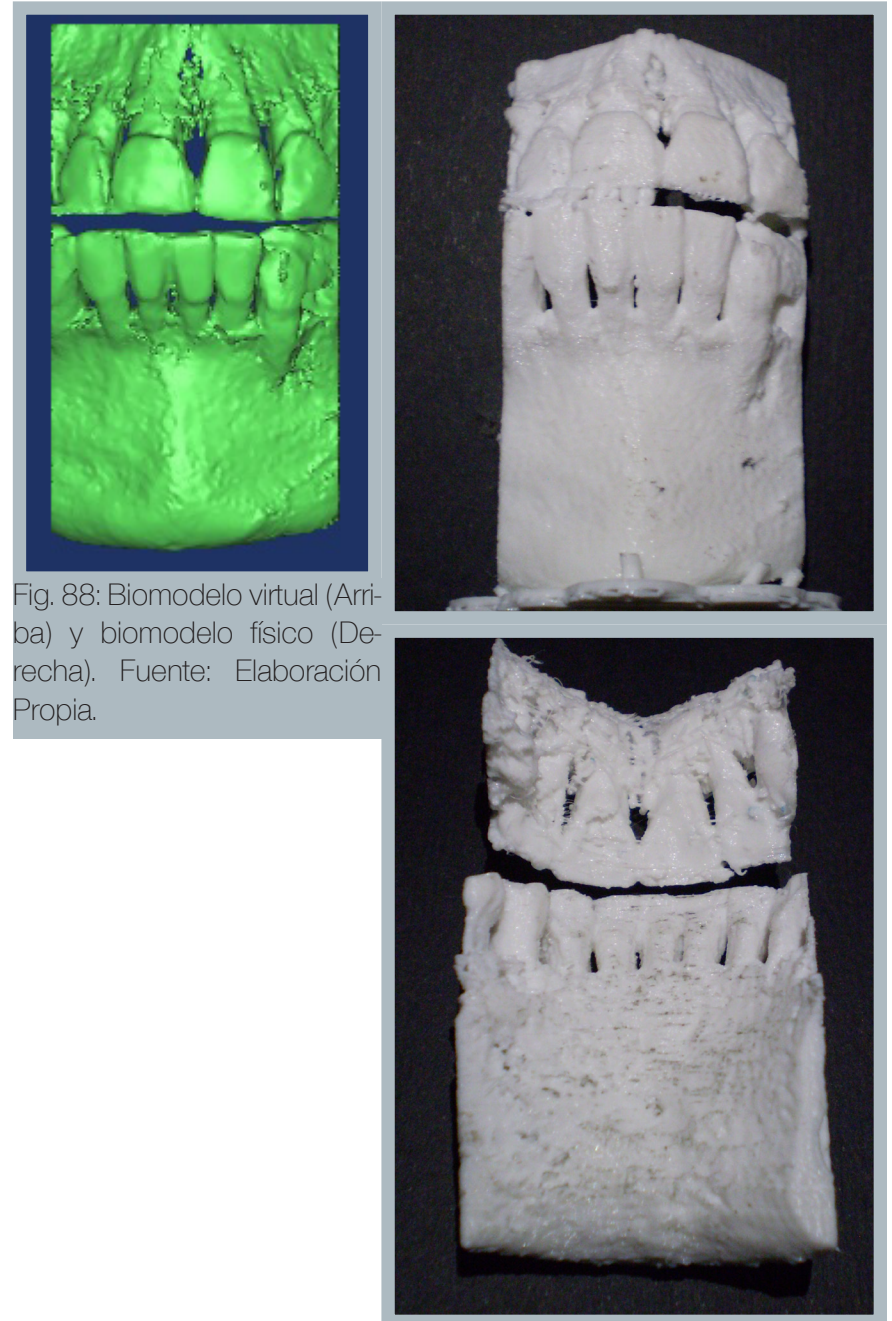 Fig. 88: Biomodelo virtual (Arri-
ba) y biomodelo físico (De-
recha). Fuente: Elaboración
Propia.